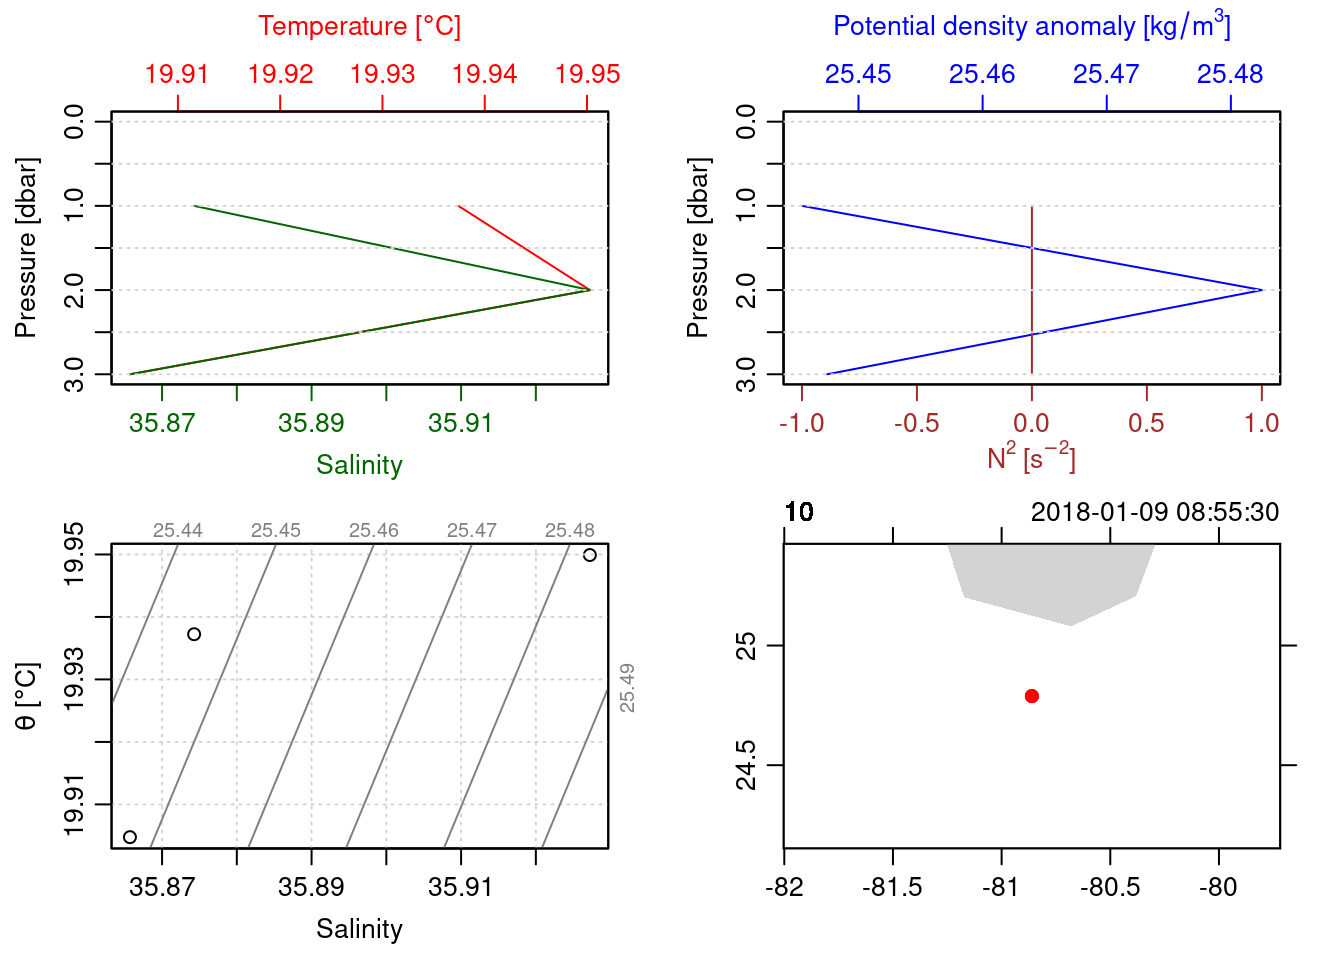 Temperature [°C]
19.91 19.92 19.93 19.94 19.95
Pressure [dbar]
0.0 1.0 2.0 3.0
35.87 35.89 35.91
Salinity
Potential density anomaly [kg/m³]
25.45 25.46 25.47 25.48
Pressure [dbar]
0.0 1.0 2.0 3.0
-1.0 -0.5 0.0 0.5 1.0
N² [s⁻²]
25.44 25.45 25.46 25.47 25.48
25.49
θ [°C]
19.95 19.93 19.91
35.87 35.89 35.91
Salinity
10 2018-01-09 08:55:30
25 24.5
-82 -81.5 -81 -80.5 -80